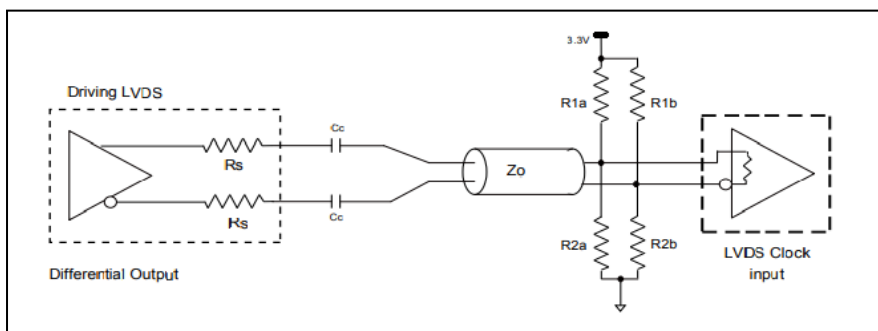 3.3V
Driving LVDS
R1a
R1b
Cc
Rs
Zo
Cc
Rs
R2a
R2b
LVDS Clock
input
Differential Output